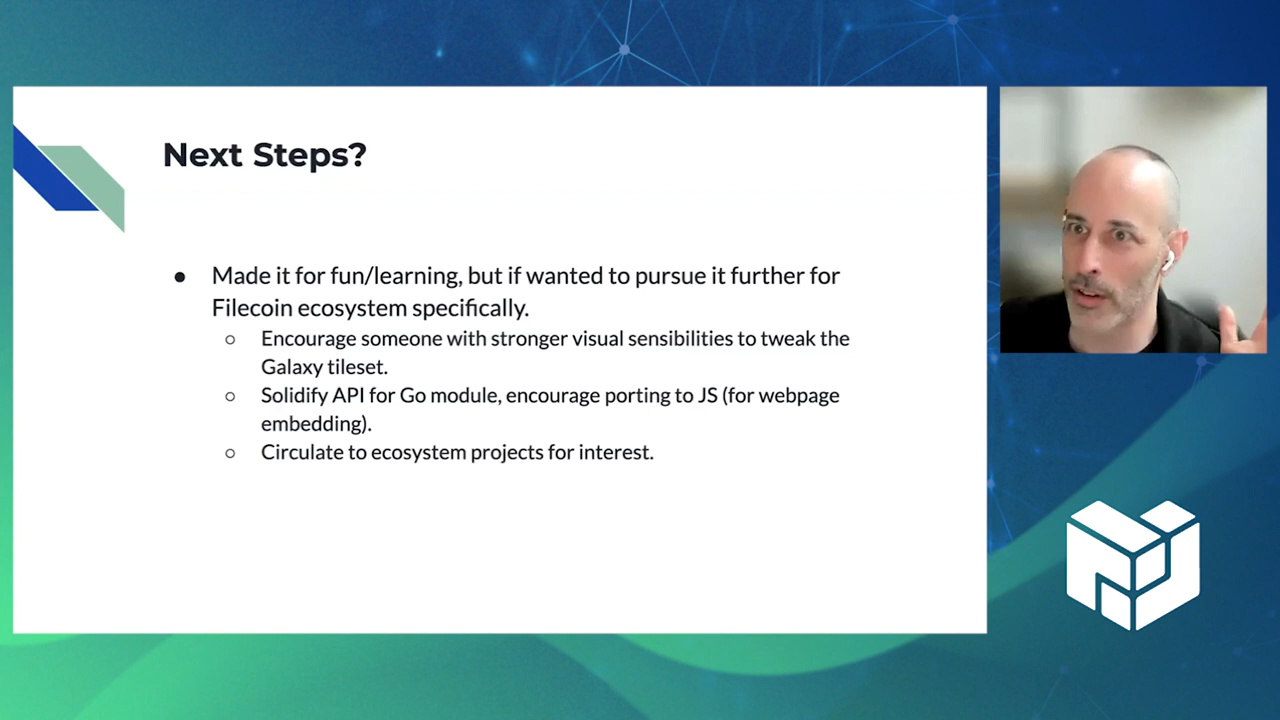 Next Steps?
● Made it for fun/learning, but if wanted to pursue it further for
Filecoin ecosystem specifically.
○ Encourage someone with stronger visual sensibilities to tweak the
Galaxy tileset.
○ Solidify API for Go module, encourage porting to JS (for webpage
embedding).
○ Circulate to ecosystem projects for interest.